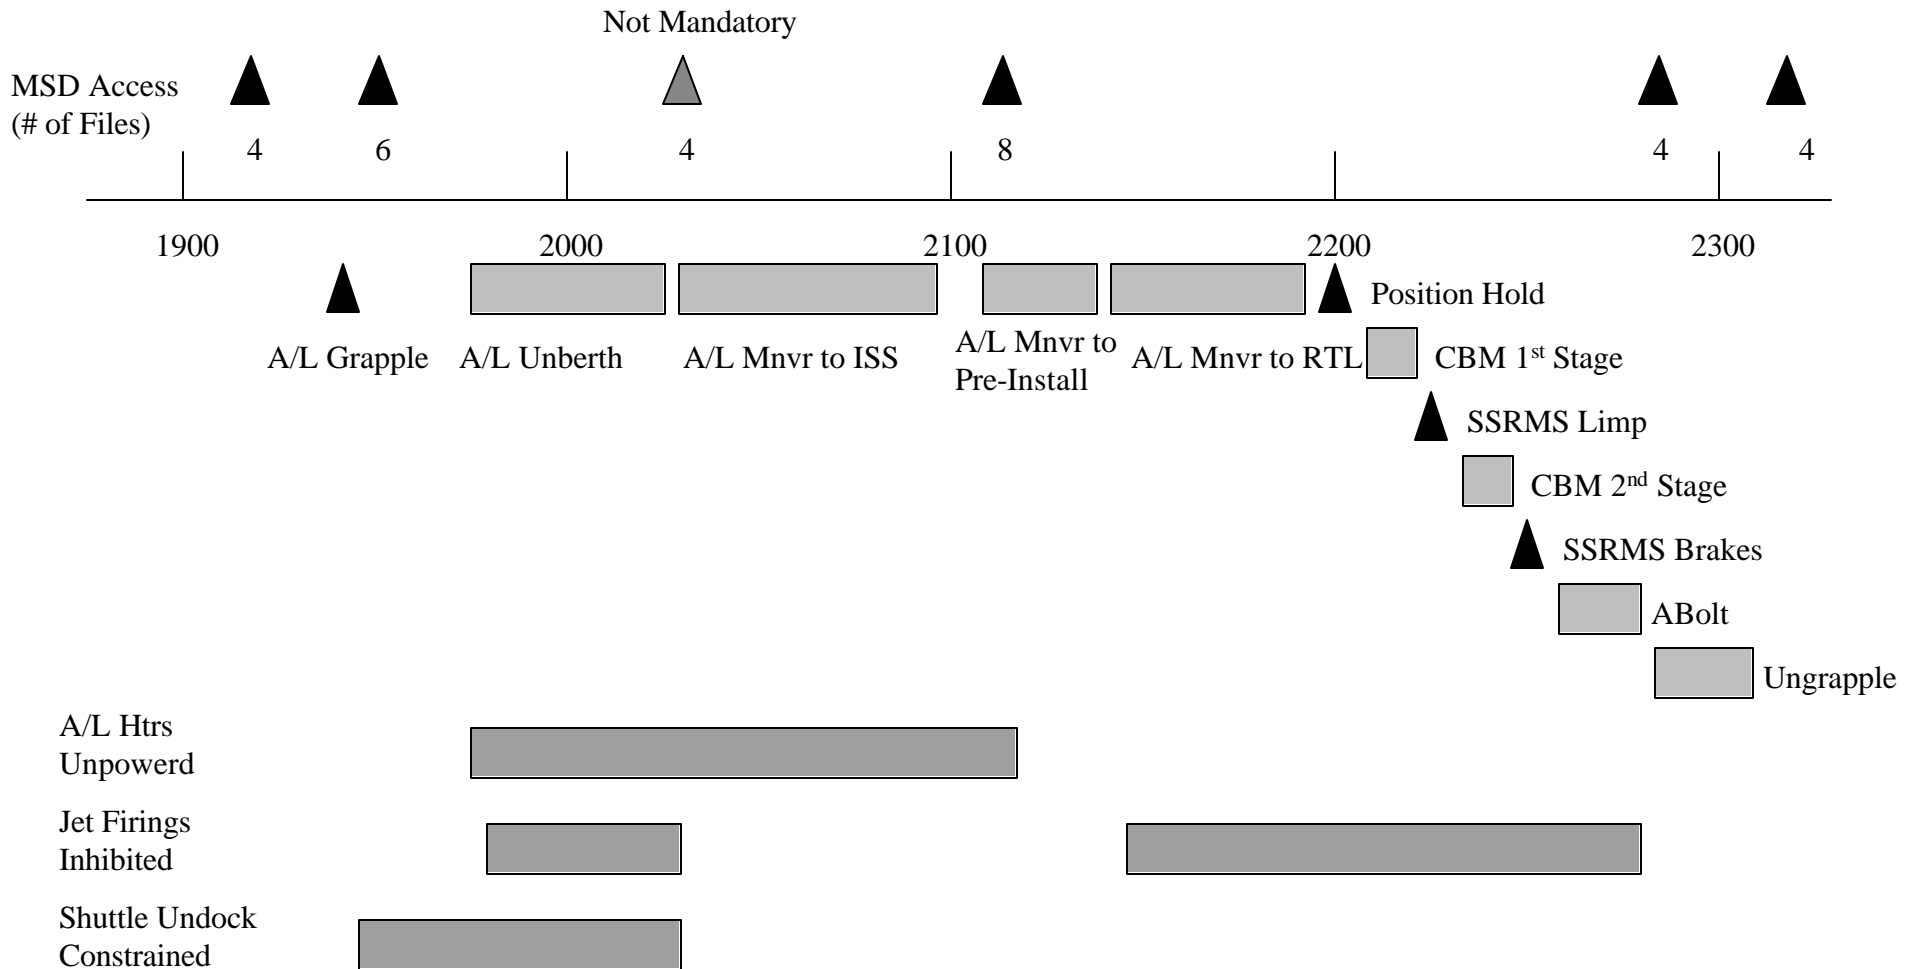 Not Mandatory
MSD Access
(# of Files)
4 6 4 8 4 4
1900 2000 2100 2200 2300
Position Hold
A/L Grapple A/L Unberth A/L Mnvr to ISS A/L Mnvr to
Pre-Install A/L Mnvr to RTL CBM 1st Stage
SSRMS Limp
CBM 2nd Stage
SSRMS Brakes
ABolt
Ungrapple
A/L Htrs
Unpowerd
Jet Firings
Inhibited
Shuttle Undock
Constrained